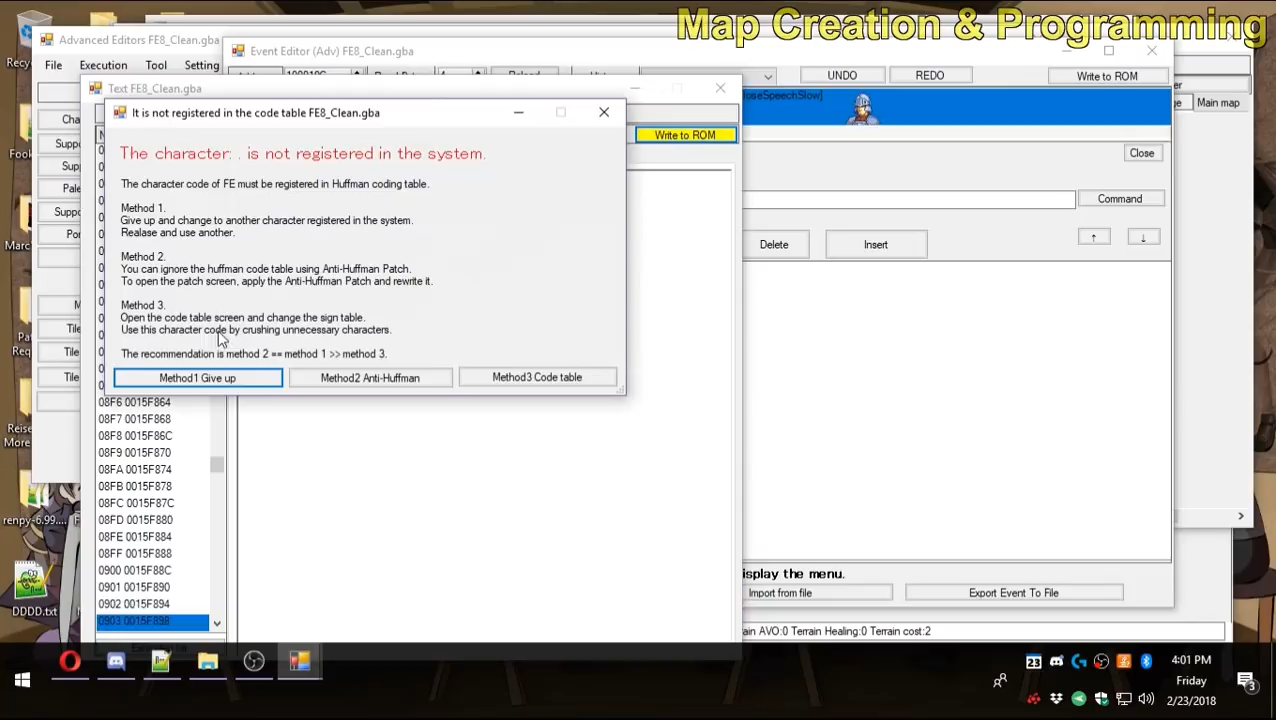 Map Creation & Programming
Advanced Editors FE8_Clean.gba
Event Editor (Adv) FE8_Clean.gba
File Execution Tool Setting
UNDO REDO Write to ROM
Text FE8_Clean.gba
loseSpeechSlow]
Main map
It is not registered in the code table FE8_Clean.gba
Write to ROM
The character: . is not registered in the system.
Close
The character code of FE must be registered in Huffman coding table.
Command
Method 1.
Give up and change to another character registered in the system.
Realase and use another.
Delete Insert ↑ ↓
Method 2.
You can ignore the huffman code table using Anti-Huffman Patch.
To open the patch screen, apply the Anti-Huffman Patch and rewrite it.
Method 3.
Open the code table screen and change the sign table.
Use this character code by crushing unnecessary characters.
The recommendation is method 2 == method 1 >> method 3.
Method1 Give up Method2 Anti-Huffman Method3 Code table
08F6 0015F864
08F7 0015F868
08F8 0015F86C
08F9 0015F870
08FA 0015F874
08FB 0015F878
08FC 0015F87C
08FD 0015F880
08FE 0015F884
08FF 0015F888
0900 0015F88C
0901 0015F890
0902 0015F894
0903 0015F898
renpy-6.99....
DDDD.txt
isplay the menu.
Import from file Export Event To File
ain AVO:0 Terrain Healing:0 Terrain cost:2
23
4:01 PM
Friday
2/23/2018
3